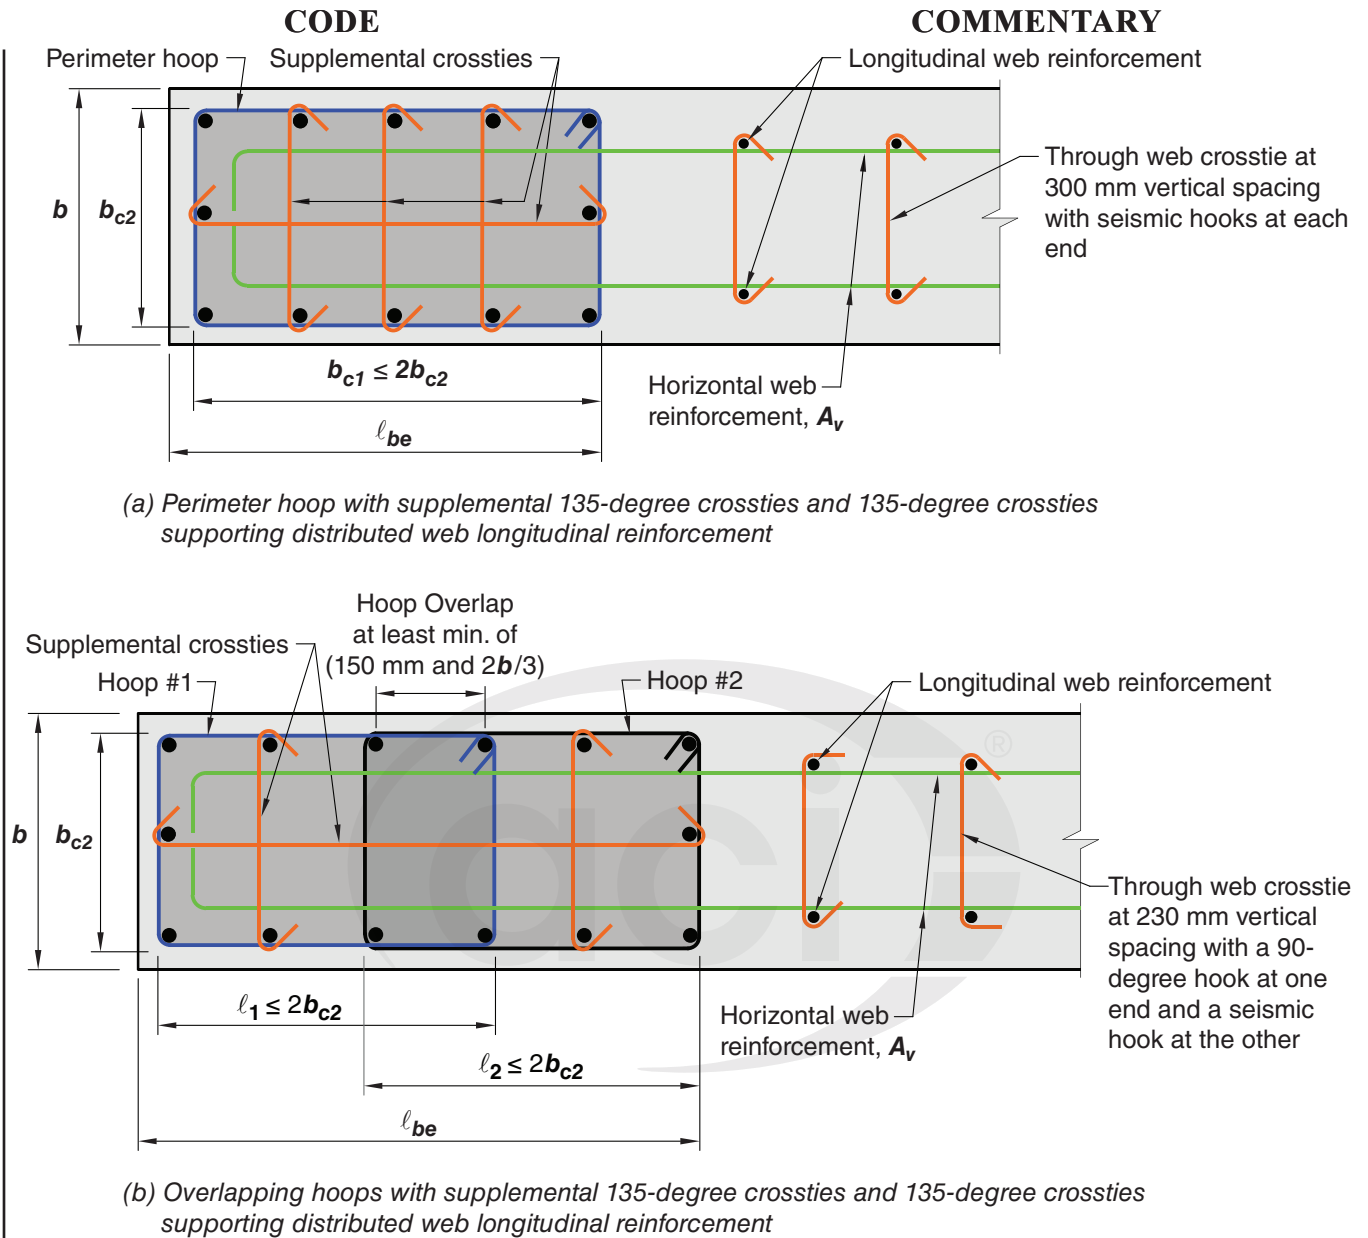 CODE
COMMENTARY
Perimeter hoop
Supplemental crossties
Longitudinal web reinforcement
Through web crosstie at
300 mm vertical spacing
with seismic hooks at each
end
b
bc2
bc1 ≤ 2bc2
ℓbe
Horizontal web
reinforcement, Av
(a) Perimeter hoop with supplemental 135-degree crossties and 135-degree crossties
supporting distributed web longitudinal reinforcement
Hoop Overlap
at least min. of
(150 mm and 2b/3)
Supplemental crossties
Hoop #1
Hoop #2
Longitudinal web reinforcement
®
aci
b
bc2
Through web crosstie
at 230 mm vertical
spacing with a 90-
degree hook at one
end and a seismic
hook at the other
ℓ1 ≤ 2bc2
Horizontal web
reinforcement, Av
ℓ2 ≤ 2bc2
ℓbe
(b) Overlapping hoops with supplemental 135-degree crossties and 135-degree crossties
supporting distributed web longitudinal reinforcement